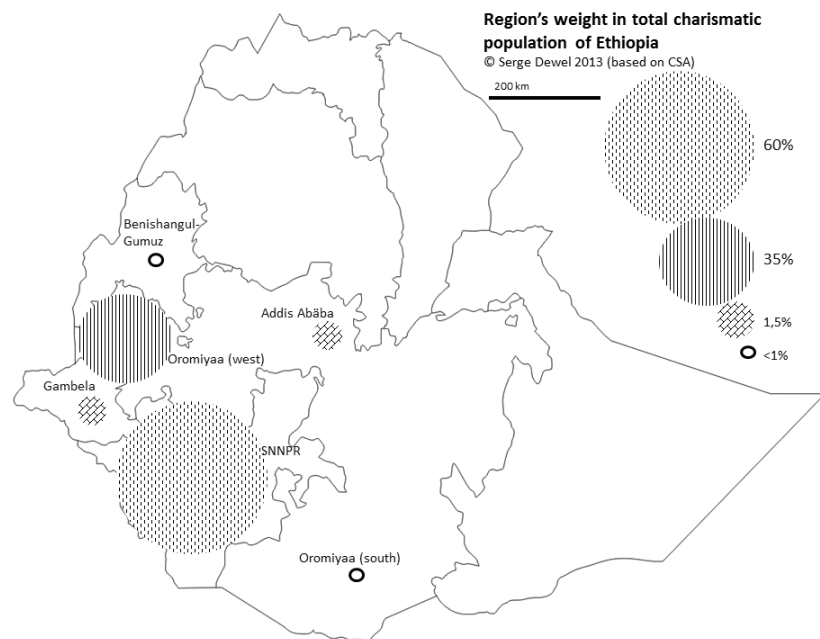 Region’s weight in total charismatic
population of Ethiopia
© Serge Dewel 2013 (based on CSA)
200 km
60%
35%
1,5%
<1%
Benishangul-
Gumuz
Addis Abäba
Oromiyaa (west)
Gambela
SNNPR
Oromiyaa (south)